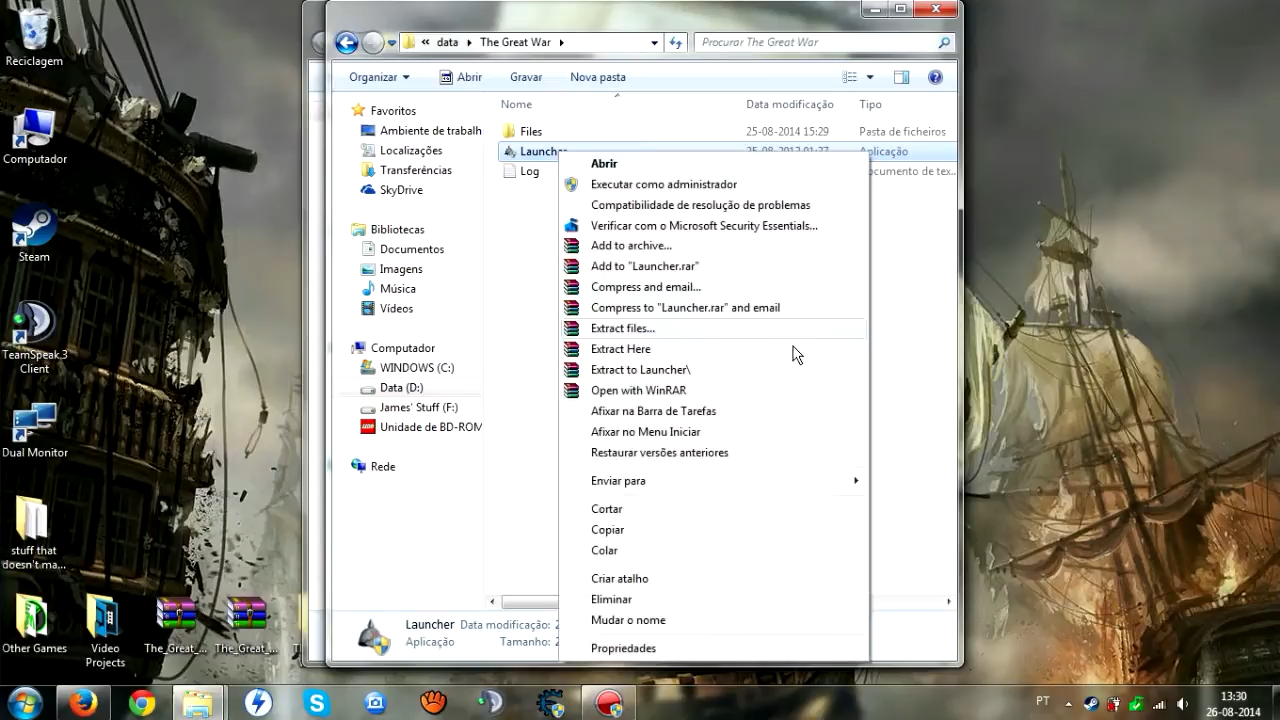 Reciclagem
Computador
Steam
TeamSpeak 3
Client
Dual Monitor
stuff that
doesn't ma...
Other Games
Video
Projects
The_Great_...
The_Great_...
data
The Great War
Procurar The Great War
Organizar
Abrir
Gravar
Nova pasta
Favoritos
Ambiente de trabalh
Localizações
Transferências
SkyDrive
Bibliotecas
Documentos
Imagens
Música
Vídeos
Computador
WINDOWS (C:)
Data (D:)
James' Stuff (F:)
Unidade de BD-ROM
Rede
Nome
Data modificação
Tipo
Files
25-08-2014 15:29
Pasta de ficheiros
Launcher
Aplicação
Log
Abrir
Executar como administrador
Compatibilidade de resolução de problemas
Verificar com o Microsoft Security Essentials...
Add to archive...
Add to "Launcher.rar"
Compress and email...
Compress to "Launcher.rar" and email
Extract files...
Extract Here
Extract to Launcher\
Open with WinRAR
Afixar na Barra de Tarefas
Afixar no Menu Iniciar
Restaurar versões anteriores
Enviar para
Cortar
Copiar
Colar
Criar atalho
Eliminar
Mudar o nome
Propriedades
Launcher Data modificação: 2
Aplicação Tamanho:
PT
13:30
26-08-2014